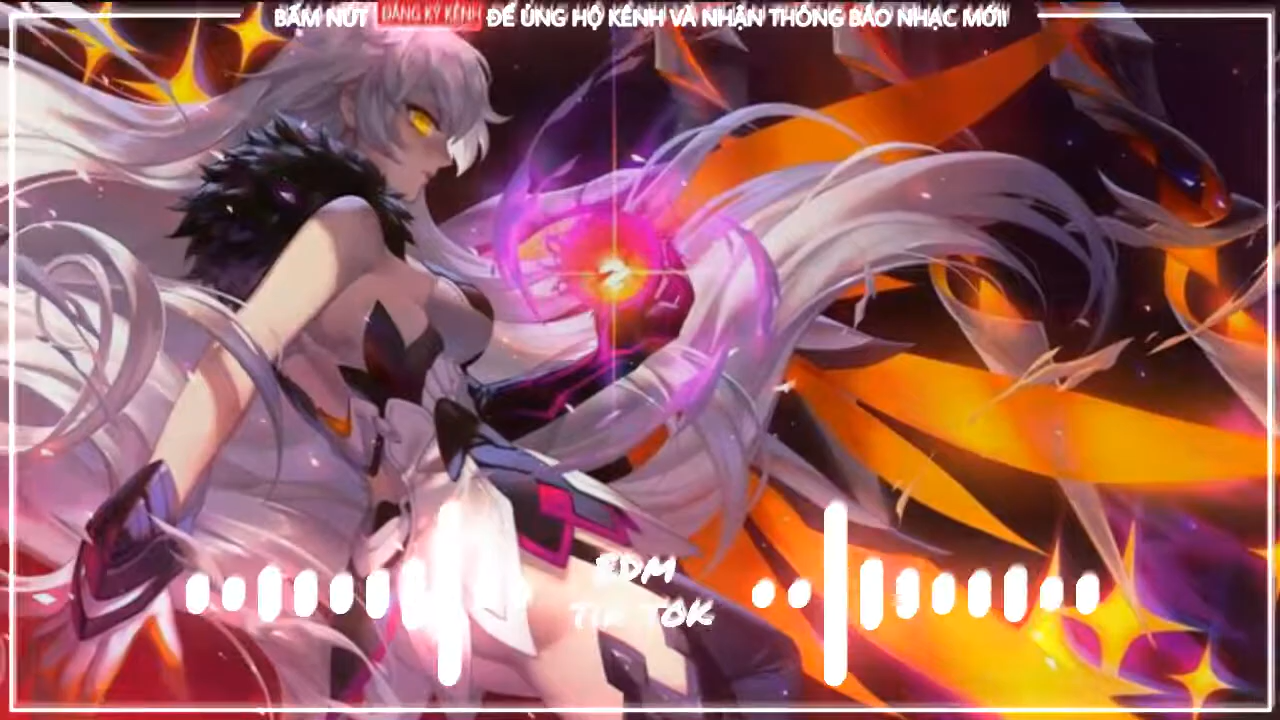 BẤM NÚT ĐĂNG KÝ KÊNH ĐỂ ỦNG HỘ KÊNH VÀ NHẬN THÔNG BÁO NHẠC MỚI!
EDM
Tik TOK